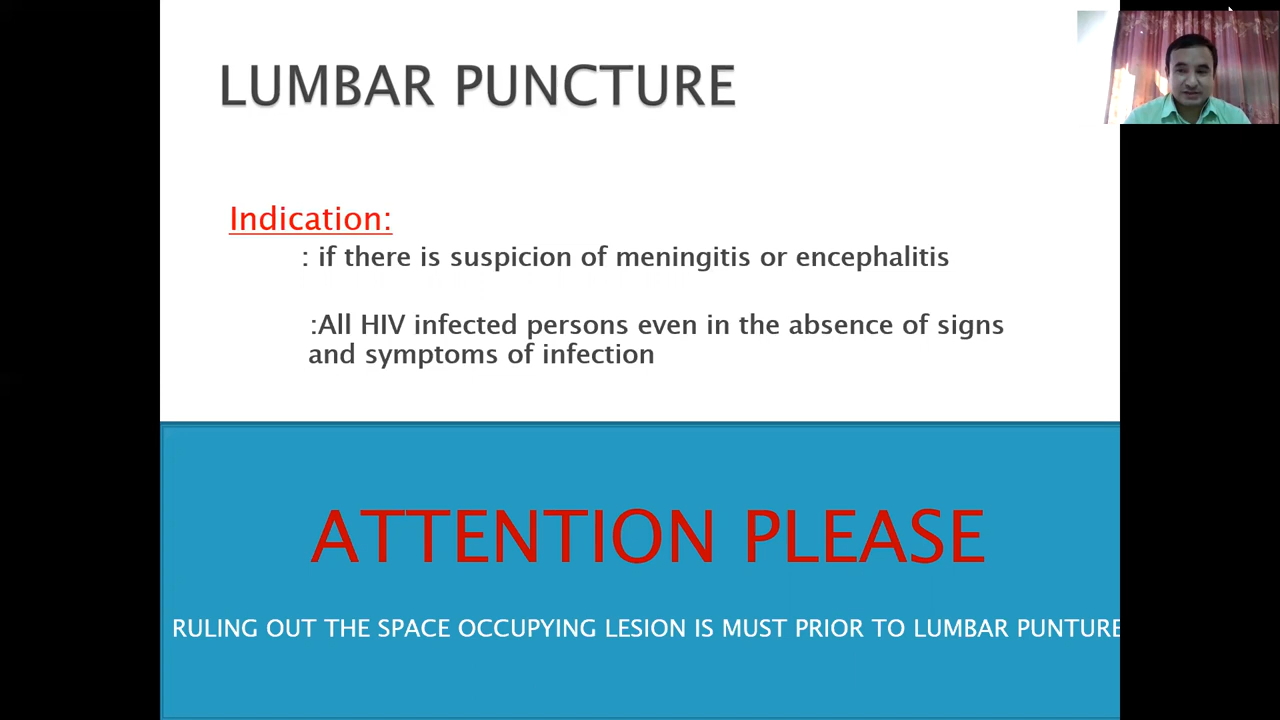 LUMBAR PUNCTURE
Indication:
: if there is suspicion of meningitis or encephalitis
:All HIV infected persons even in the absence of signs
and symptoms of infection
ATTENTION PLEASE
RULING OUT THE SPACE OCCUPYING LESION IS MUST PRIOR TO LUMBAR PUNTURE